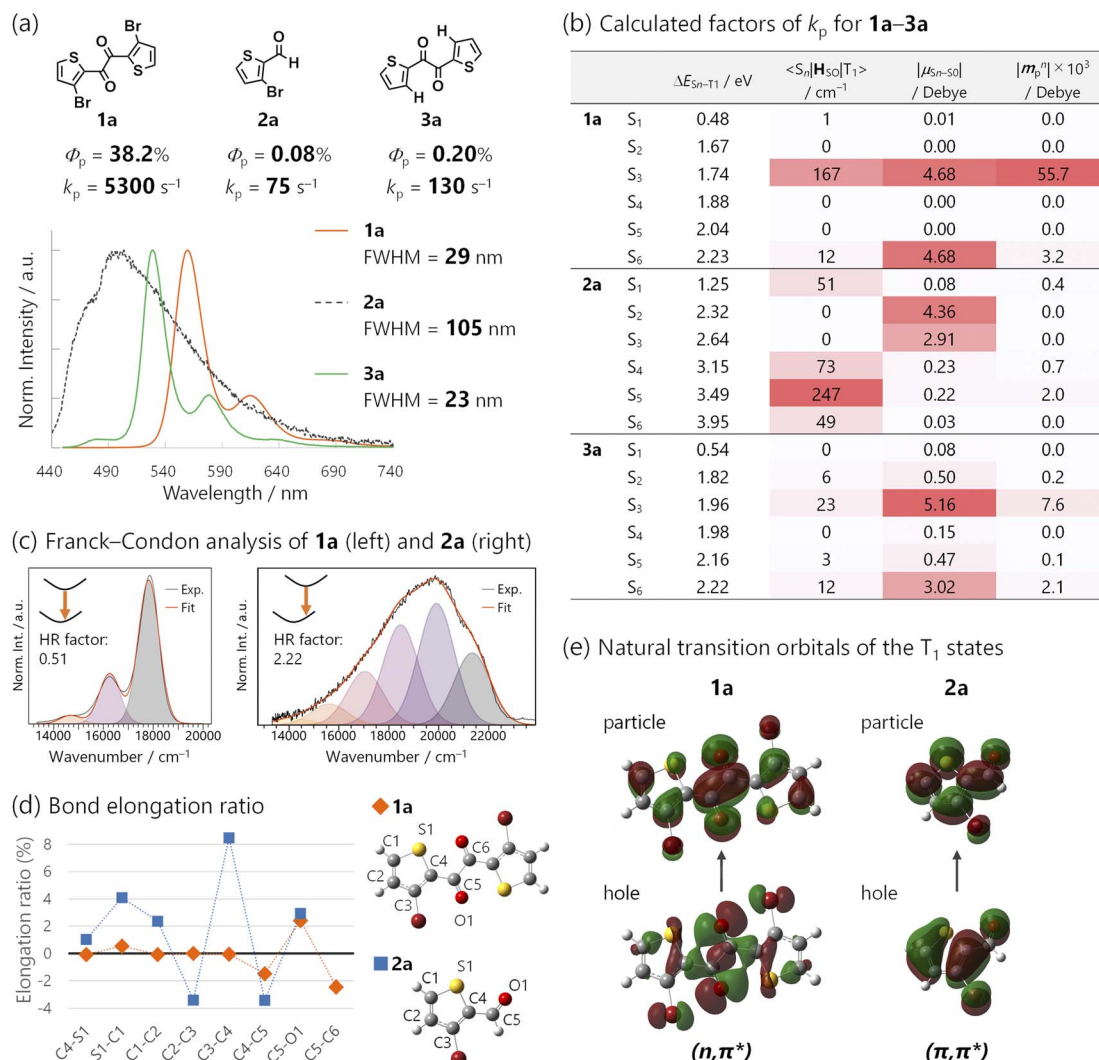 (a)
Br
S
O
S
O
Br
1a
Φp = 38.2%
kp = 5300 s⁻¹
O
S
H
Br
2a
Φp = 0.08%
kp = 75 s⁻¹
H
S
O
S
O
H
3a
Φp = 0.20%
kp = 130 s⁻¹
Norm. Intensity / a.u.
1a
FWHM = 29 nm
2a
FWHM = 105 nm
3a
FWHM = 23 nm
440 490 540 590 640 690 740
Wavelength / nm
(b) Calculated factors of kp for 1a–3a
ΔE_Sn–T1 / eV <Sn|H_SO|T1> / cm⁻¹ |μ_Sn–S0| / Debye |m_pⁿ| × 10³ / Debye
1a S₁ 0.48 1 0.01 0.0
S₂ 1.67 0 0.00 0.0
S₃ 1.74 167 4.68 55.7
S₄ 1.88 0 0.00 0.0
S₅ 2.04 0 0.00 0.0
S₆ 2.23 12 4.68 3.2
2a S₁ 1.25 51 0.08 0.4
S₂ 2.32 0 4.36 0.0
S₃ 2.64 0 2.91 0.0
S₄ 3.15 73 0.23 0.7
S₅ 3.49 247 0.22 2.0
S₆ 3.95 49 0.03 0.0
3a S₁ 0.54 0 0.08 0.0
S₂ 1.82 6 0.50 0.2
S₃ 1.96 23 5.16 7.6
S₄ 1.98 0 0.15 0.0
S₅ 2.16 3 0.47 0.1
S₆ 2.22 12 3.02 2.1
(c) Franck–Condon analysis of 1a (left) and 2a (right)
Norm. Int. / a.u.
Exp.
Fit
HR factor:
0.51
14000 16000 18000 20000
Wavenumber / cm⁻¹
Norm. Int. / a.u.
Exp.
Fit
HR factor:
2.22
14000 16000 18000 20000 22000
Wavenumber / cm⁻¹
(d) Bond elongation ratio
1a
Elongation ratio (%)
8
6
4
2
0
-2
-4
C4-S1 S1-C1 C1-C2 C2-C3 C3-C4 C4-C5 C5-O1 C5-C6
S1
C1
C2
C3
C4
C5
C6
O1
2a
S1
C1
C2
C3
C4
C5
O1
(e) Natural transition orbitals of the T₁ states
1a
particle
hole
(n,π*)
2a
particle
hole
(π,π*)